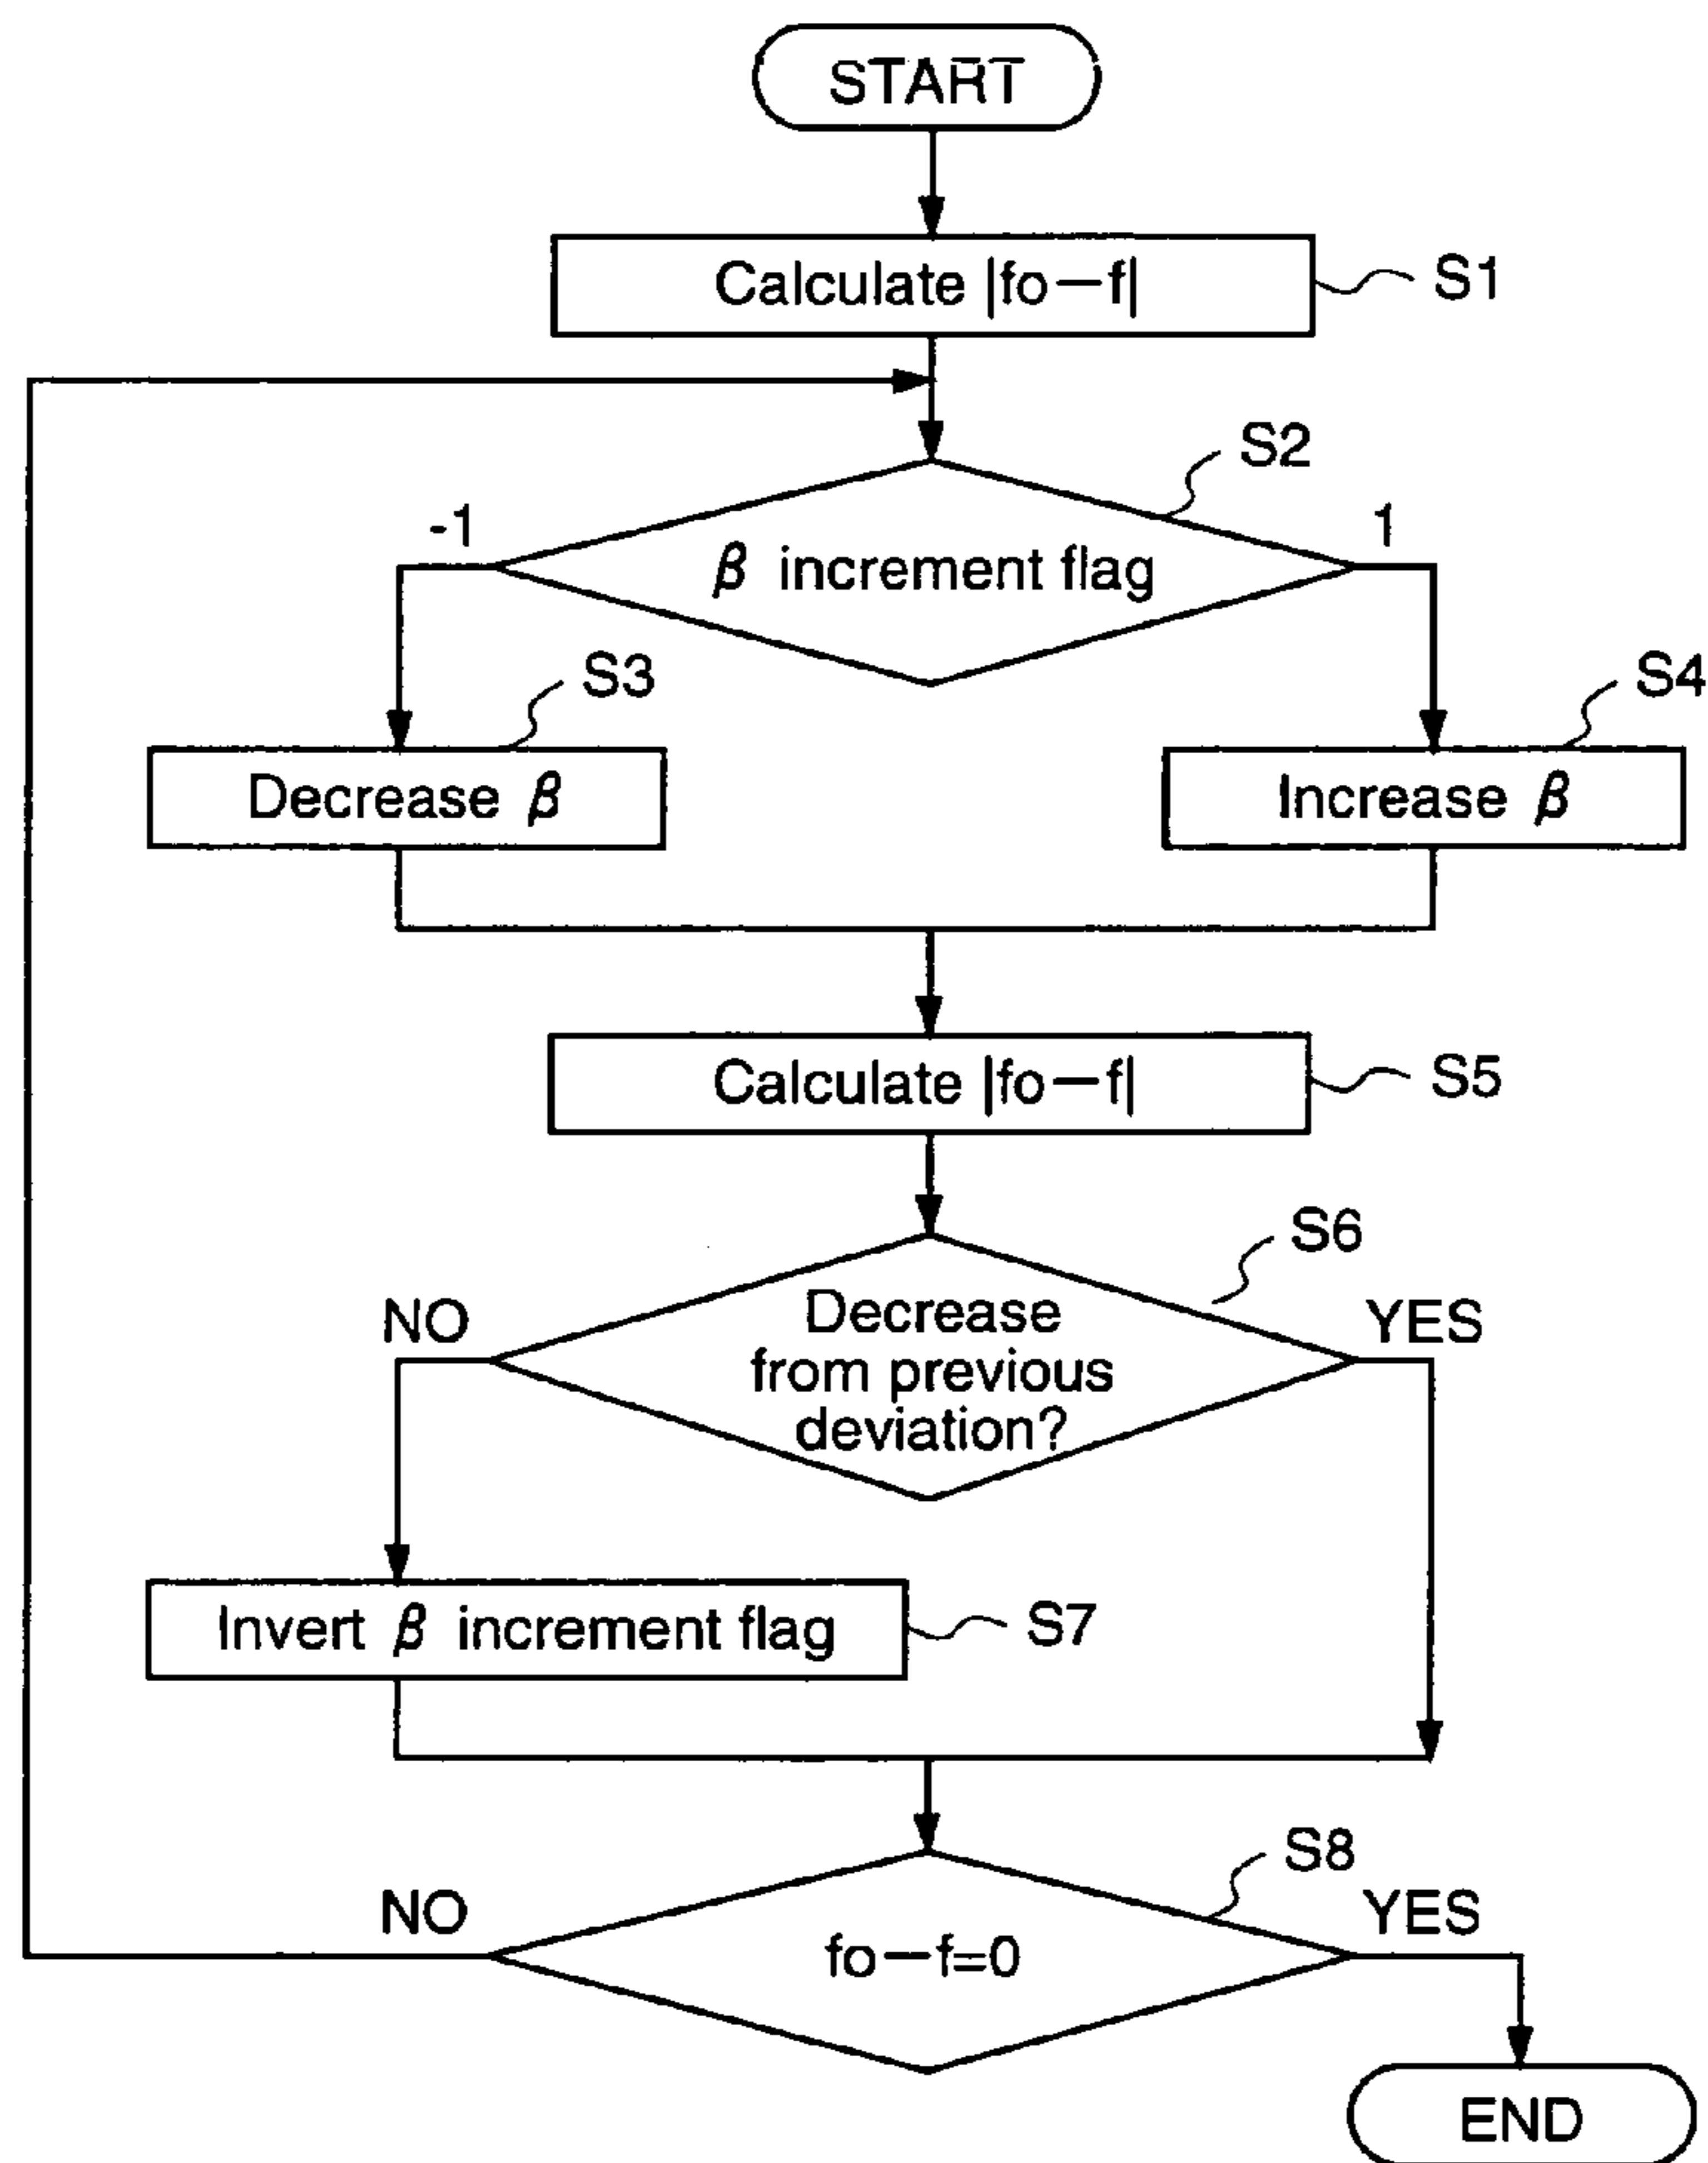 START
Calculate |fo—f|
S1
S2
-1
1
β increment flag
S3
S4
Decrease β
Increase β
Calculate |fo—f|
S5
S6
NO
YES
Decrease
from previous
deviation?
Invert β increment flag
S7
S8
NO
YES
fo—f=0
END